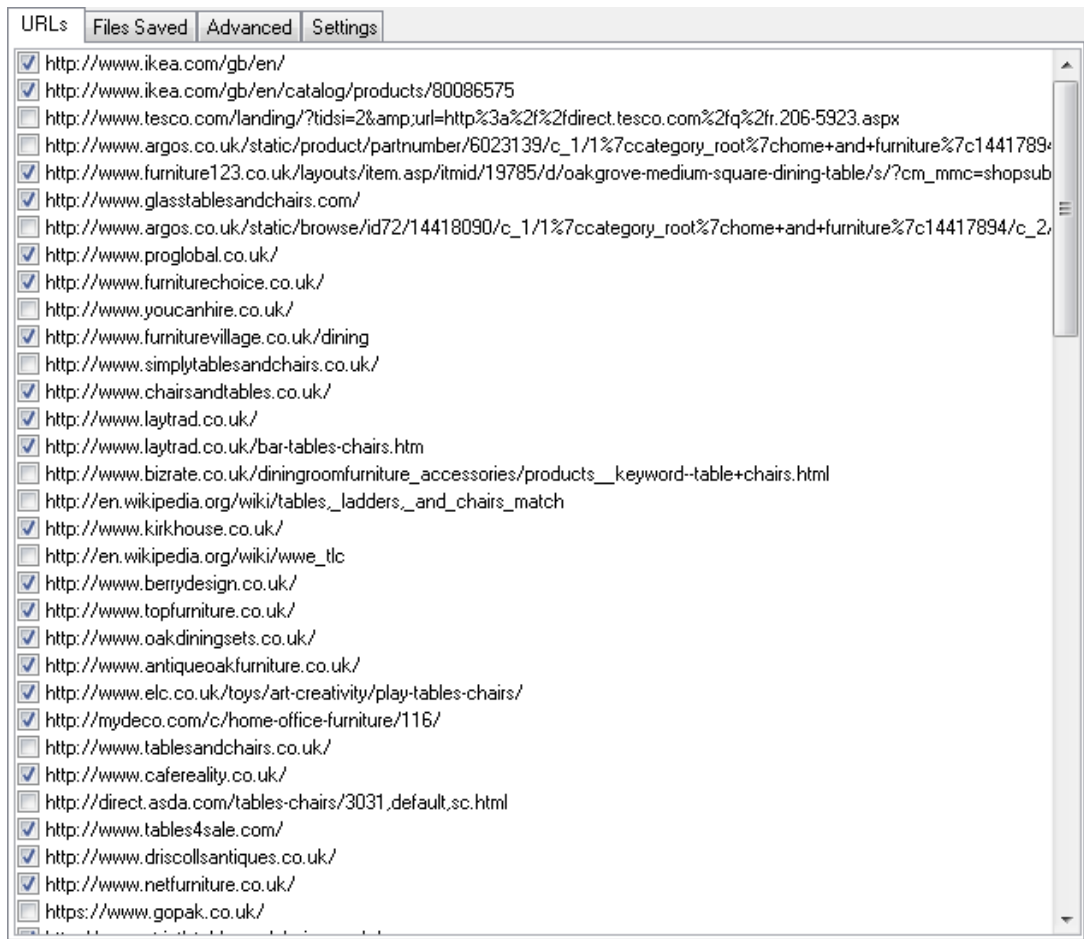 URLs Files Saved Advanced Settings
http://www.ikea.com/gb/en/
http://www.ikea.com/gb/en/catalog/products/80086575
http://www.tesco.com/landing/?tidsi=2&amp;url=http%3a%2f%2fdirect.tesco.com%2fq%2fr.206-5923.aspx
http://www.argos.co.uk/static/product/partnumber/6023139/c_1/1%7ccategory_root%7chome+and+furniture%7c1441789
http://www.furniture123.co.uk/layouts/item.asp/itmid/19785/d/oakgrove-medium-square-dining-table/s/?cm_mmc=shopsub
http://www.glasstablesandchairs.com/
http://www.argos.co.uk/static/browse/id72/14418090/c_1/1%7ccategory_root%7chome+and+furniture%7c14417894/c_2/
http://www.proglobal.co.uk/
http://www.furniturechoice.co.uk/
http://www.youcanhire.co.uk/
http://www.furniturevillage.co.uk/dining
http://www.simplytablesandchairs.co.uk/
http://www.chairsandtables.co.uk/
http://www.laytrad.co.uk/
http://www.laytrad.co.uk/bar-tables-chairs.htm
http://www.bizrate.co.uk/diningroomfurniture_accessories/products__keyword--table+chairs.html
http://en.wikipedia.org/wiki/tables,_ladders,_and_chairs_match
http://www.kirkhouse.co.uk/
http://en.wikipedia.org/wiki/wwe_tlc
http://www.berrydesign.co.uk/
http://www.topfurniture.co.uk/
http://www.oakdiningsets.co.uk/
http://www.antiqueoakfurniture.co.uk/
http://www.elc.co.uk/toys/art-creativity/play-tables-chairs/
http://mydeco.com/c/home-office-furniture/116/
http://www.tablesandchairs.co.uk/
http://www.cafereality.co.uk/
http://direct.asda.com/tables-chairs/3031,default,sc.html
http://www.tables4sale.com/
http://www.driscollsantiques.co.uk/
http://www.netfurniture.co.uk/
https://www.gopak.co.uk/